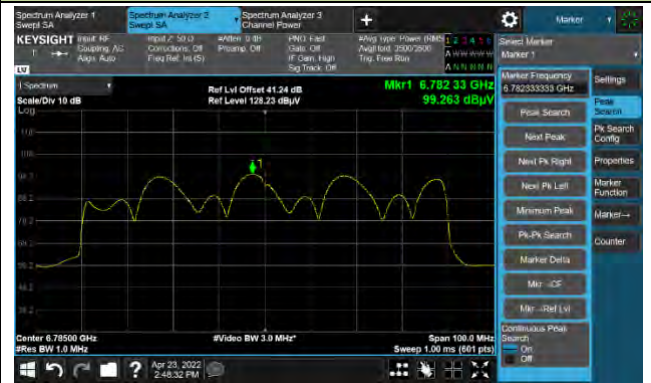 Spectrum Analyzer 1
Swept SA
Spectrum Analyzer 2
Swept SA
Spectrum Analyzer 3
Channel Power
+
Marker
KEYSIGHT
Input: RF
Coupling: AC
Align: Auto
Input Z: 50 Ω
Corrections: Off
Freq Ref: Int (S)
#Atten: 0 dB
Preamp: Off
PNO: Fast
Gate: Off
IF Gain: High
Sig Track: Off
#Avg Type: Power (RMS)
Trig: Free Run
1 2 3 4 5 6
A W W W W W
A N N N N N
LV
Select Marker
Marker 1
1 Spectrum
Scale/Div 10 dB
Log
Ref Lvl Offset 41.24 dB
Ref Level 128.23 dBµV
Mkr1 6.782 33 GHz
99.263 dBµV
1
Center 6.78500 GHz
#Res BW 1.0 MHz
#Video BW 3.0 MHz*
Span 100.0 MHz
Sweep 1.00 ms (601 pts)
Marker Frequency
6.782333333 GHz
Peak Search
Next Peak
Next Pk Right
Next Pk Left
Minimum Peak
Pk-Pk Search
Marker Delta
Mkr→CF
Mkr→Ref Lvl
Continuous Peak
Search
On
Off
Settings
Peak
Search
Pk Search
Config
Properties
Marker
Function
Marker→
Counter
?
Apr 23, 2022
2:48:32 PM